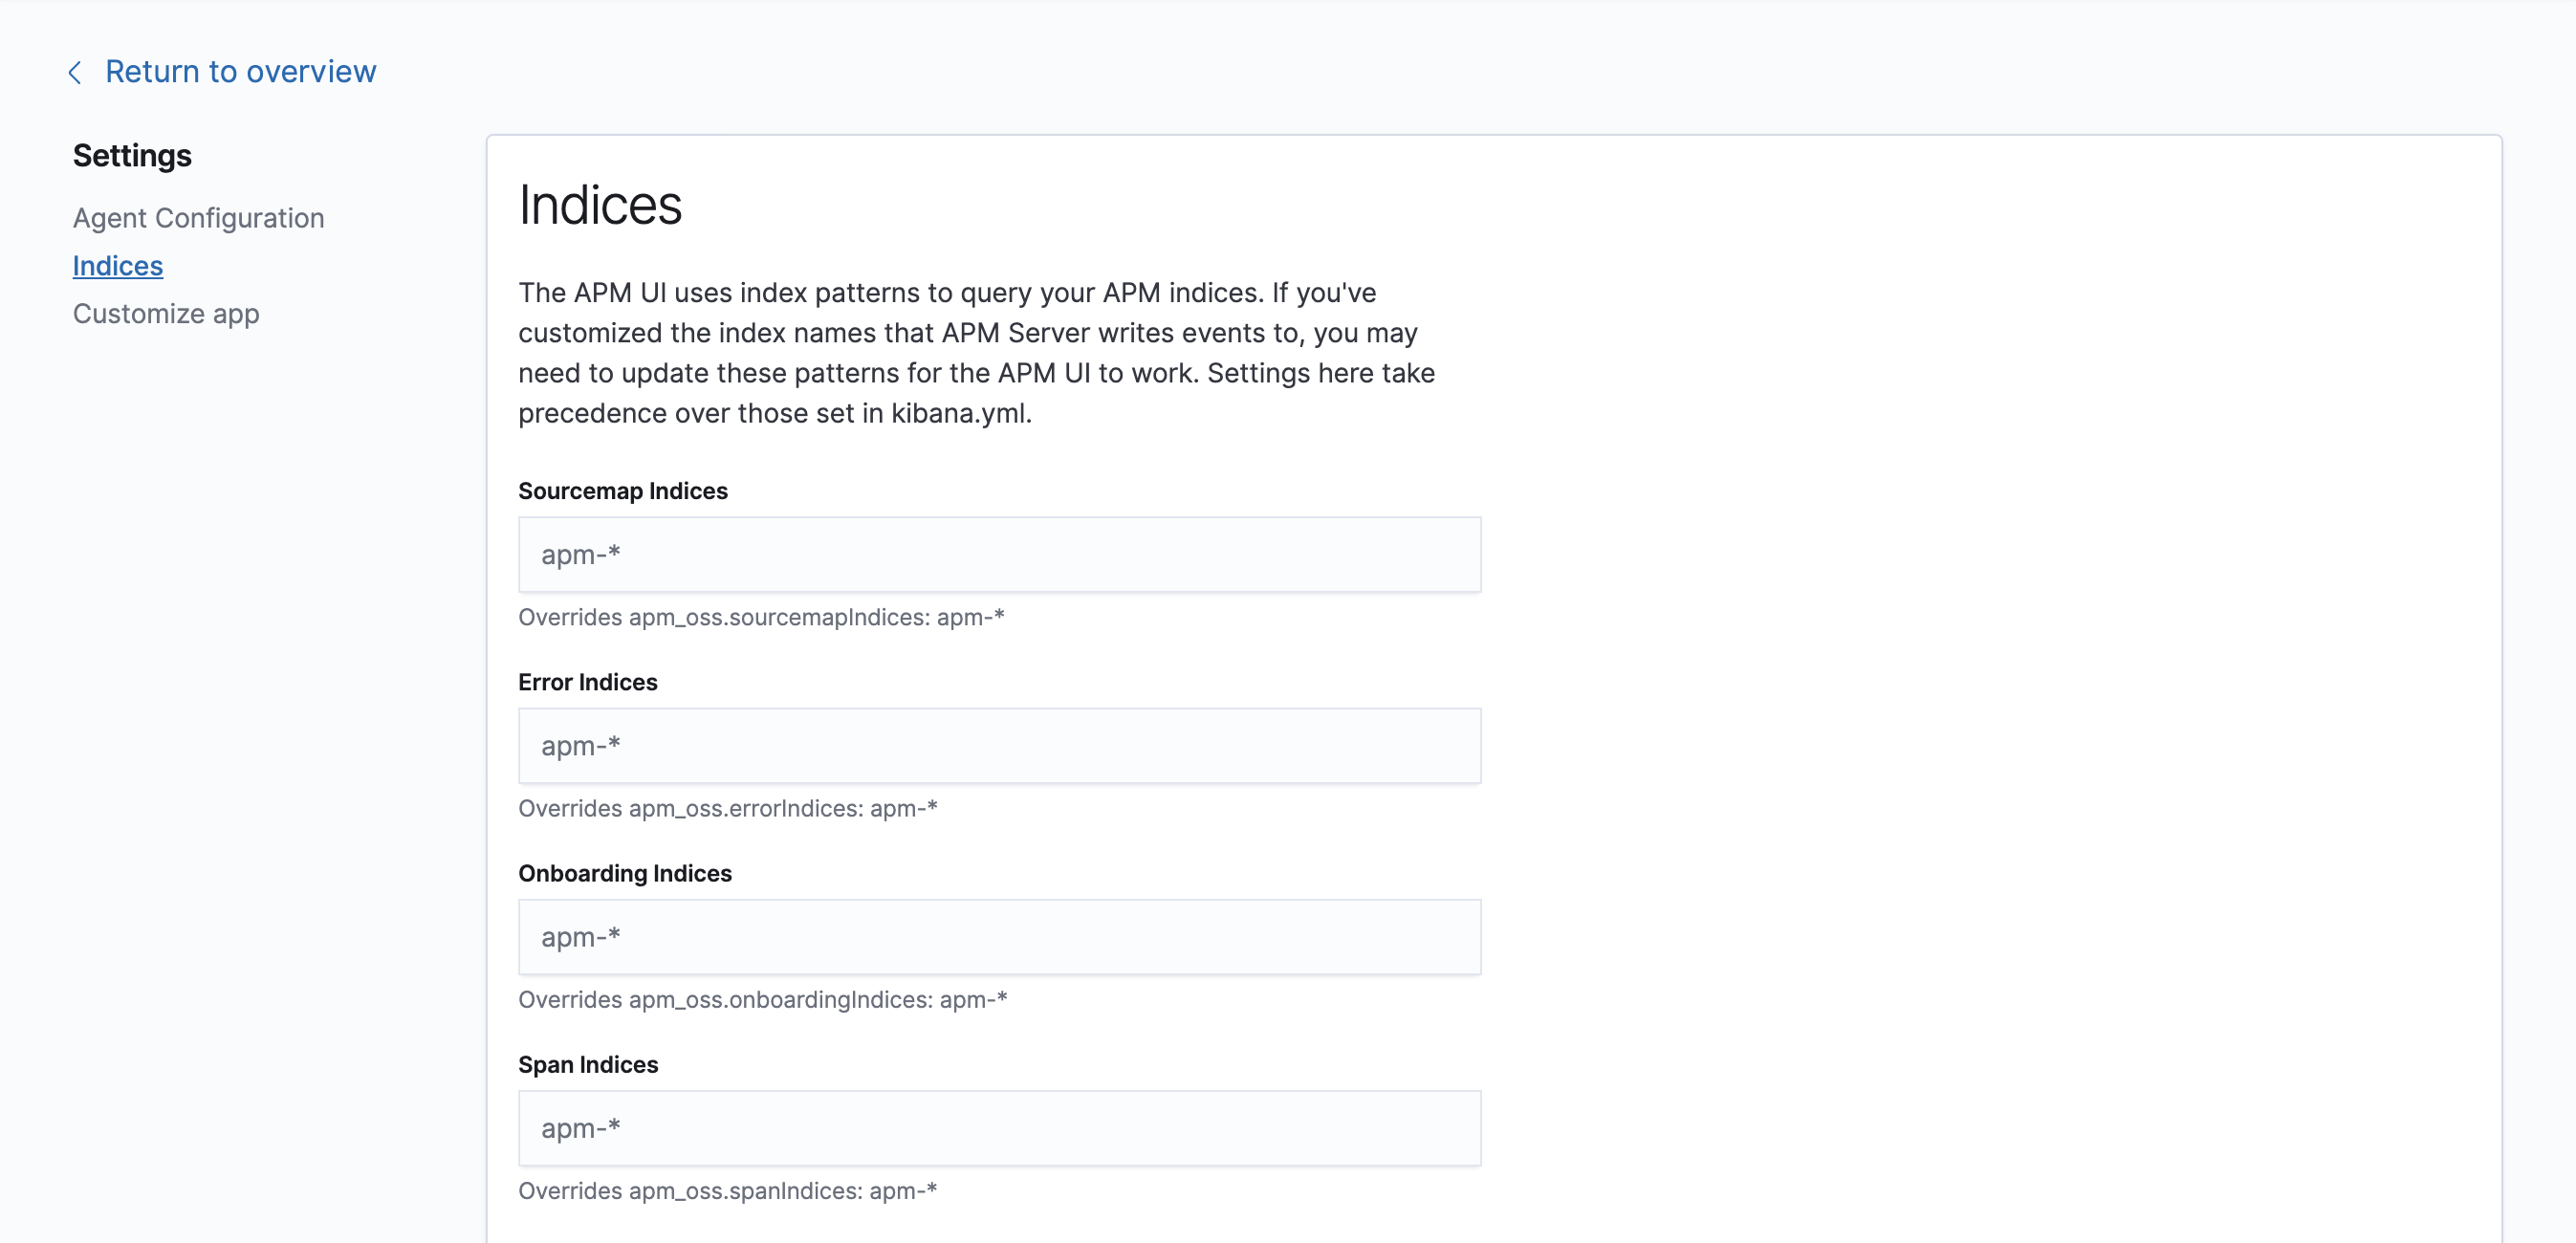 Return to overview
Settings
Agent Configuration
Indices
Customize app
Indices
The APM UI uses index patterns to query your APM indices. If you've
customized the index names that APM Server writes events to, you may
need to update these patterns for the APM UI to work. Settings here take
precedence over those set in kibana.yml.
Sourcemap Indices
apm-*
Overrides apm_oss.sourcemapIndices: apm-*
Error Indices
apm-*
Overrides apm_oss.errorIndices: apm-*
Onboarding Indices
apm-*
Overrides apm_oss.onboardingIndices: apm-*
Span Indices
apm-*
Overrides apm_oss.spanIndices: apm-*